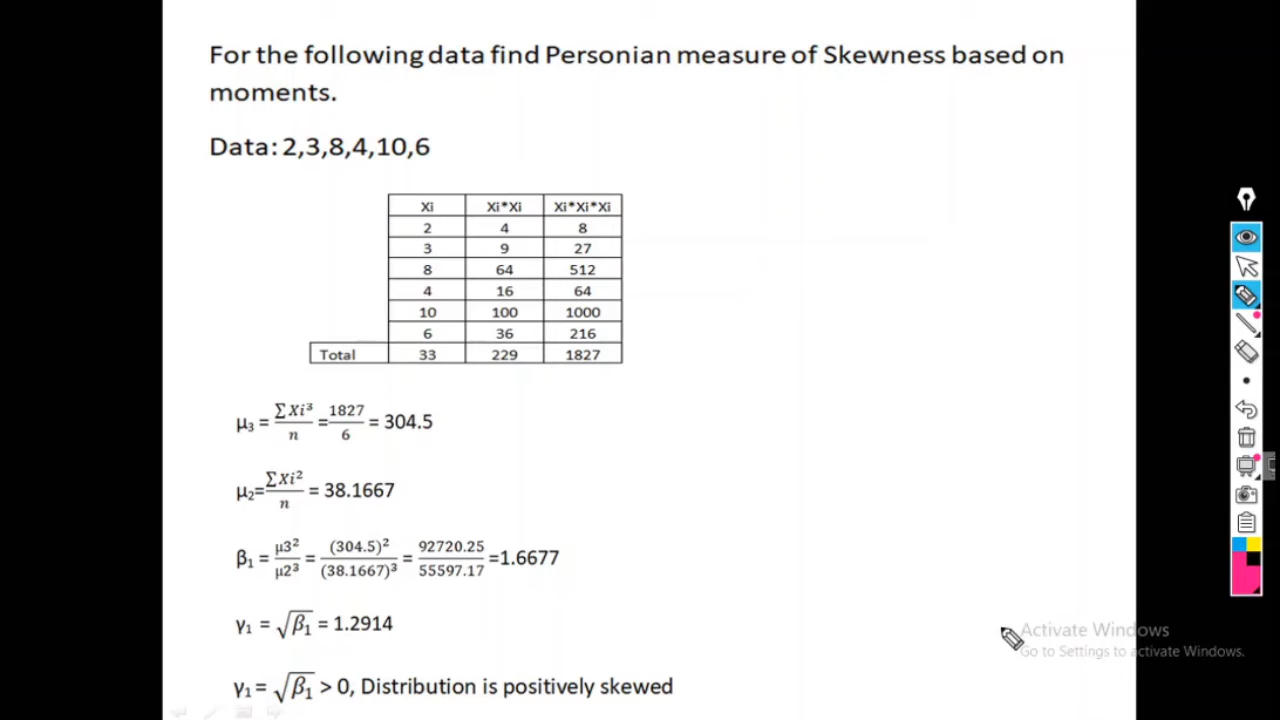 For the following data find Personian measure of Skewness based on
moments.
Data: 2,3,8,4,10,6
Xi Xi*Xi Xi*Xi*Xi
2 4 8
3 9 27
8 64 512
4 16 64
10 100 1000
6 36 216
Total 33 229 1827
μ₃ = ∑Xi³/n = 1827/6 = 304.5
μ₂= ∑Xi²/n = 38.1667
β₁ = μ3²/μ2³ = (304.5)²/(38.1667)³ = 92720.25/55597.17 =1.6677
γ₁ = √β₁ = 1.2914
γ₁ = √β₁ > 0, Distribution is positively skewed
Activate Windows
Go to Settings to activate Windows.